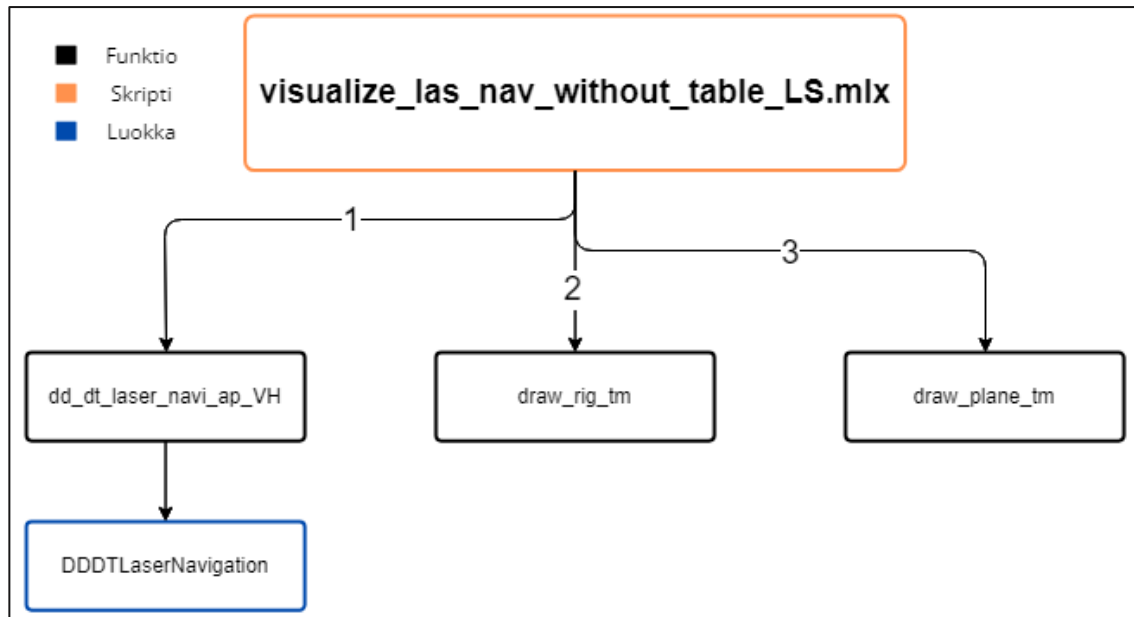 Funktio
Skripti
Luokka
visualize_las_nav_without_table_LS.mlx
1
2
3
dd_dt_laser_navi_ap_VH
draw_rig_tm
draw_plane_tm
DDDTLaserNavigation